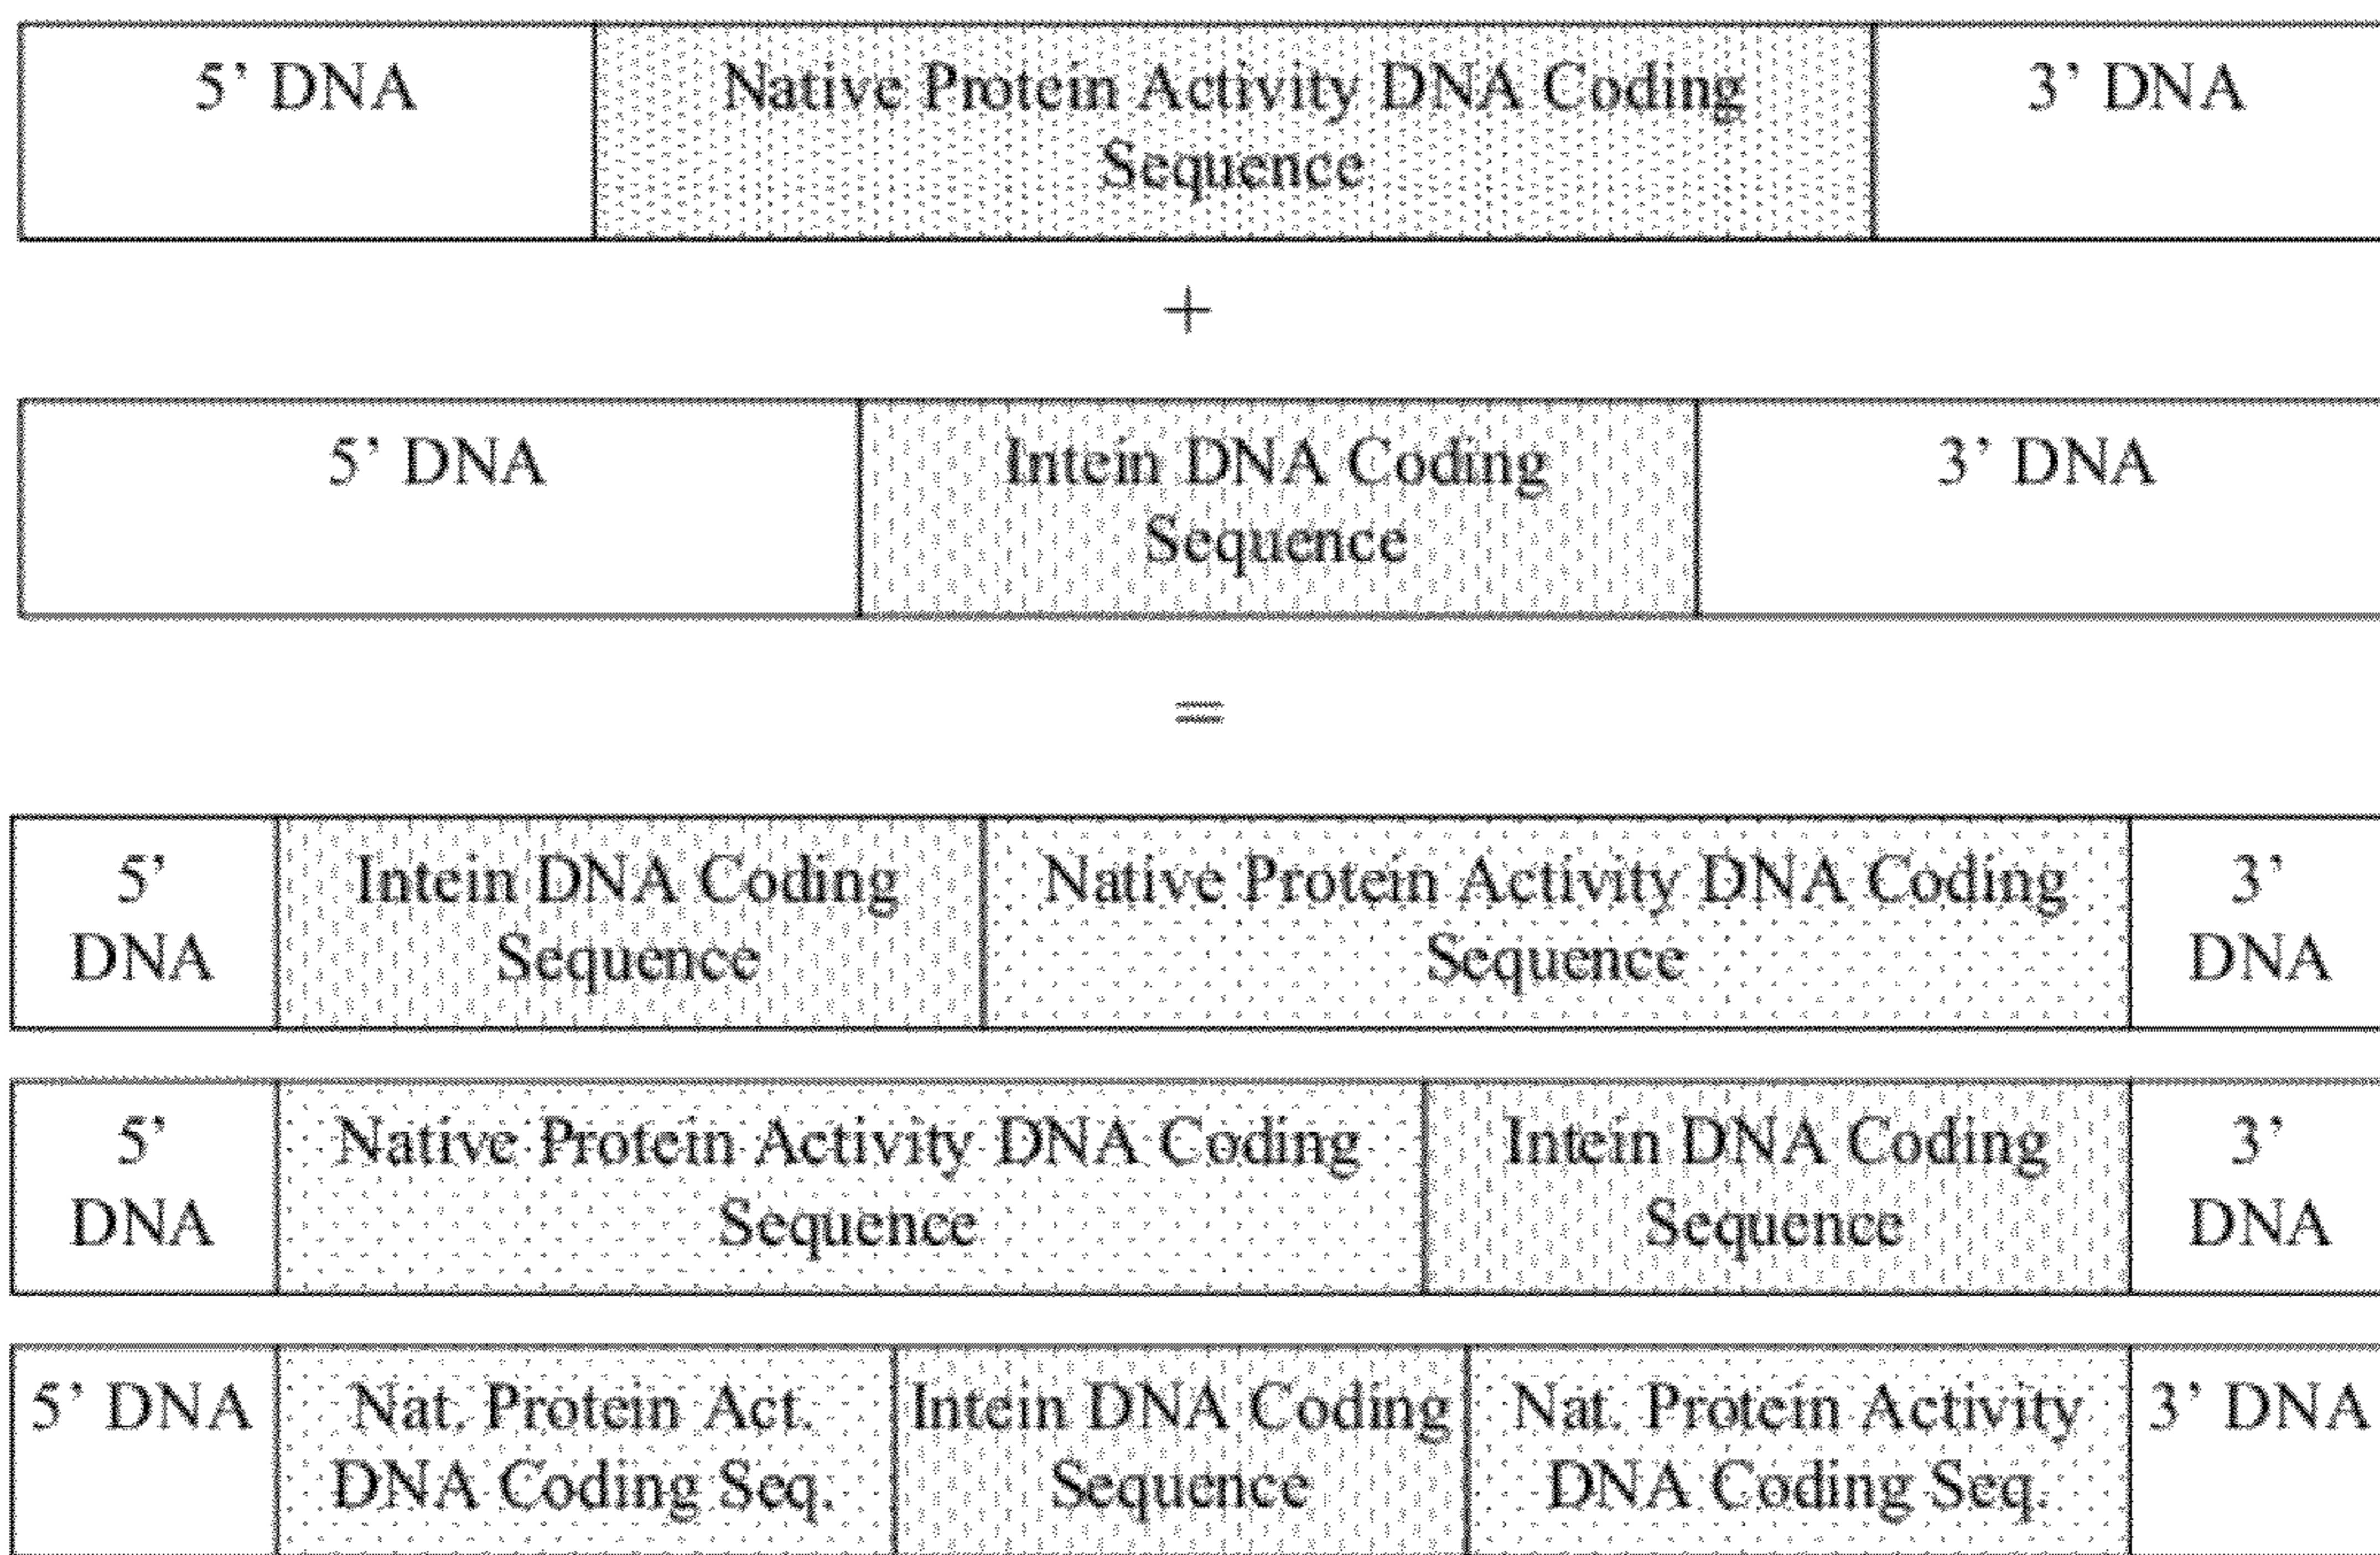 5’ DNA
Native Protein Activity DNA Coding
Sequence
3’ DNA
+
5’ DNA
Intein DNA Coding
Sequence
3’ DNA
=
5’
DNA
Intein DNA Coding
Sequence
Native Protein Activity DNA Coding
Sequence
3’
DNA
5’
DNA
Native Protein Activity DNA Coding
Sequence
Intein DNA Coding
Sequence
3’
DNA
5’ DNA
Nat. Protein Act.
DNA Coding Seq.
Intein DNA Coding
Sequence
Nat. Protein Activity
DNA Coding Seq.
3’ DNA